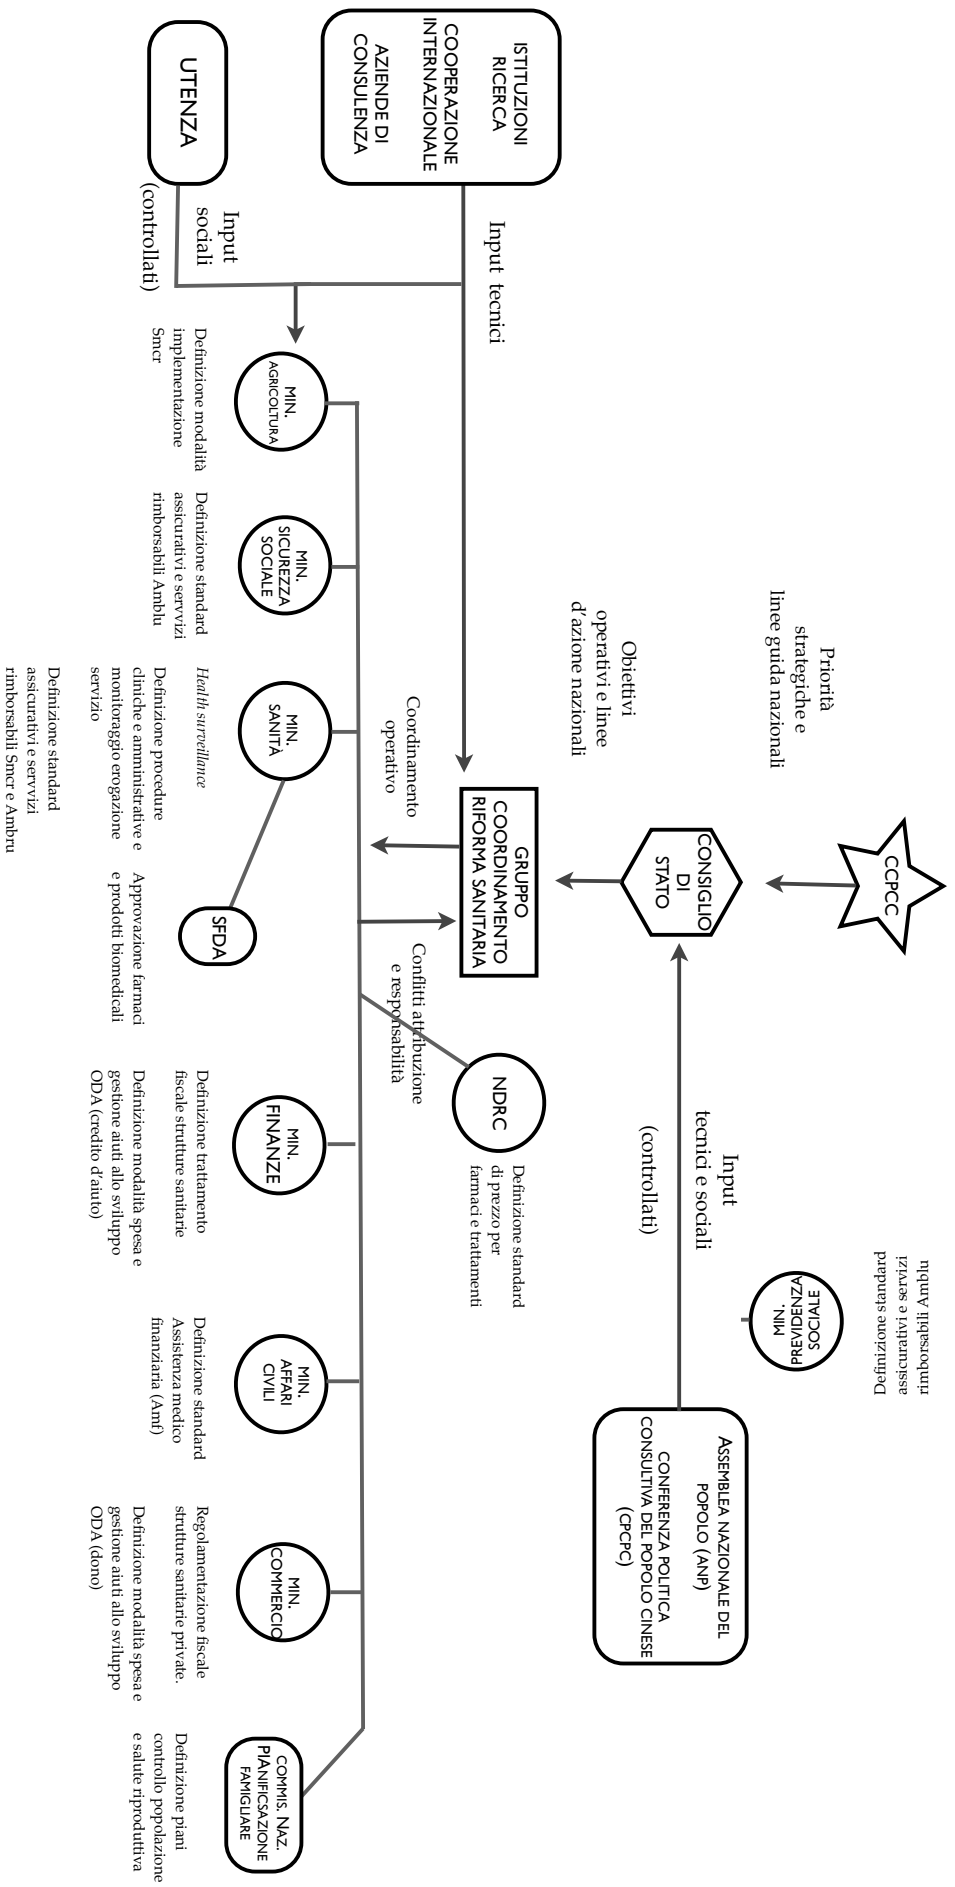 CCPCC
Priorità
strategiche e
linee guida nazionali
CONSIGLIO
DI
STATO
Obiettivi
operativi e linee
d'azione nazionali
Input
tecnici e sociali
(controllati)
MIN.
PREVIDENZA
SOCIALE
Definizione standard
assicurativi e servizi
rimborsabili Amblu
ASSEMBLEA NAZIONALE DEL
POPOLO (ANP)
CONFERENZA POLITICA
CONSULTIVA DEL POPOLO CINESE
(CPCPC)
ISTITUZIONI
RICERCA
COOPERAZIONE
INTERNAZIONALE
AZIENDE DI
CONSULENZA
Input tecnici
GRUPPO
COORDINAMENTO
RIFORMA SANITARIA
Coordinamento
operativo
Conflitti attribuzione
e responsabilità
NDRC
Definizione standard
di prezzo per
farmaci e trattamenti
UTENZA
Input
sociali
(controllati)
MIN.
AGRICOLTURA
Definizione modalità
implementazione
Smcr
MIN.
SICUREZZA
SOCIALE
Definizione standard
assicurativi e servvizi
rimborsabili Amblu
MIN.
SANITÀ
Health surveillance
Definizione procedure
cliniche e amministrative e
monitoraggio erogazione
servizio
Definizione standard
assicurativi e servvizi
rimborsabili Smcr e Ambru
SFDA
Approvazione farmaci
e prodotti biomedicali
MIN.
FINANZE
Definizione trattamento
fiscale strutture sanitarie
Definizione modalità spesa e
gestione aiuti allo sviluppo
ODA (credito d'aiuto)
MIN.
AFFARI
CIVILI
Definizione standard
Assistenza medico
finanziaria (Amf)
MIN.
COMMERCIO
Regolamentazione fiscale
strutture sanitarie private.
Definizione modalità spesa e
gestione aiuti allo sviluppo
ODA (dono)
COMMIS. NAZ.
PIANIFICSAZIONE
FAMIGLIARE
Definizione piani
controllo popolazione
e salute riproduttiva